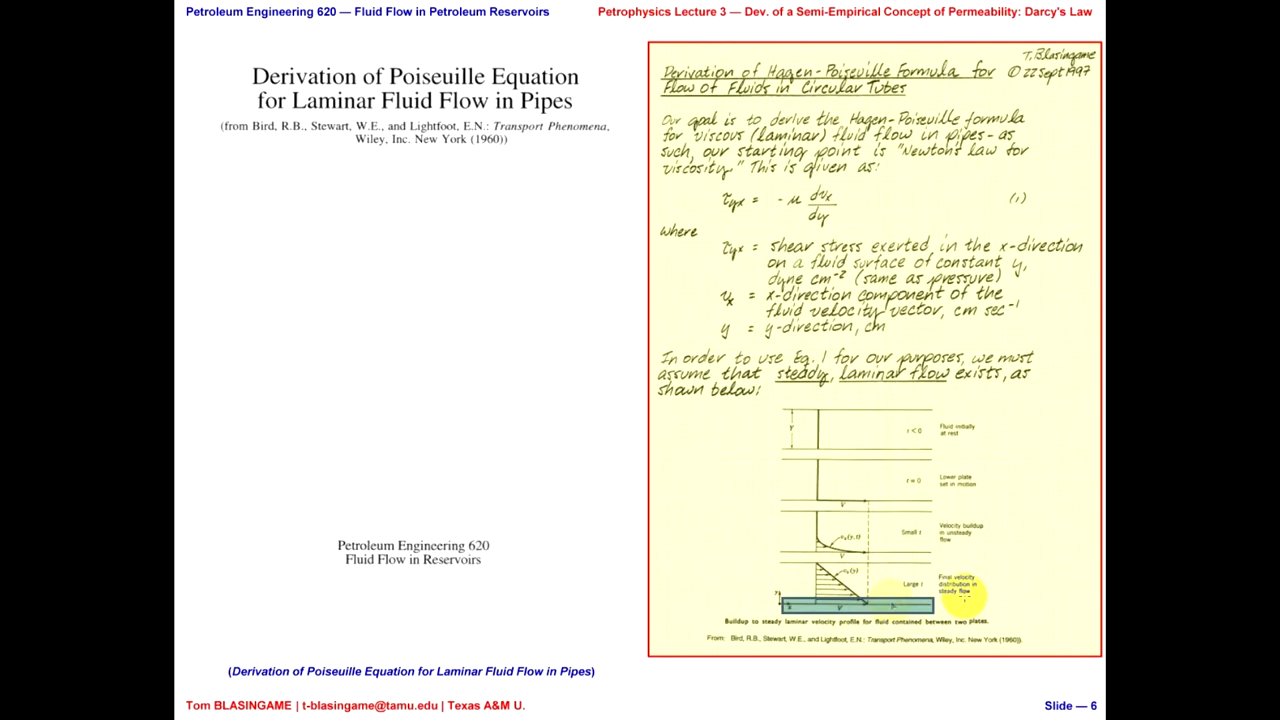 Petroleum Engineering 620 — Fluid Flow in Petroleum Reservoirs
Petrophysics Lecture 3 — Dev. of a Semi-Empirical Concept of Permeability: Darcy's Law
Derivation of Poiseuille Equation
for Laminar Fluid Flow in Pipes
(from Bird, R.B., Stewart, W.E., and Lightfoot, E.N.: Transport Phenomena,
Wiley, Inc. New York (1960))
Petroleum Engineering 620
Fluid Flow in Reservoirs
T. Blasingame
© 22 Sept 1997
Derivation of Hagen-Poiseuille Formula for
Flow of Fluids in Circular Tubes
Our goal is to derive the Hagen-Poiseuille formula
for viscous (laminar) fluid flow in pipes - as
such, our starting point is "Newton's law for
viscosity." This is given as:
τyx = - μ dvx/dy (1)
where
τyx = shear stress exerted in the x-direction
on a fluid surface of constant y,
dyne cm⁻² (same as pressure)
vx = x-direction component of the
fluid velocity vector, cm sec⁻¹
y = y-direction, cm
In order to use Eq. 1 for our purposes, we must
assume that steady, laminar flow exists, as
shown below:
Y
t < 0
Fluid initially
at rest
t = 0
Lower plate
set in motion
V
Small t
Velocity buildup
in unsteady
flow
vx(y,t)
V
vx(y)
Large t
Final velocity
distribution in
steady flow
y
x
V
Buildup to steady laminar velocity profile for fluid contained between two plates.
From: Bird, R.B., Stewart, W.E., and Lightfoot, E.N.: Transport Phenomena, Wiley, Inc. New York (1960)).
(Derivation of Poiseuille Equation for Laminar Fluid Flow in Pipes)
Tom BLASINGAME | t-blasingame@tamu.edu | Texas A&M U.
Slide — 6